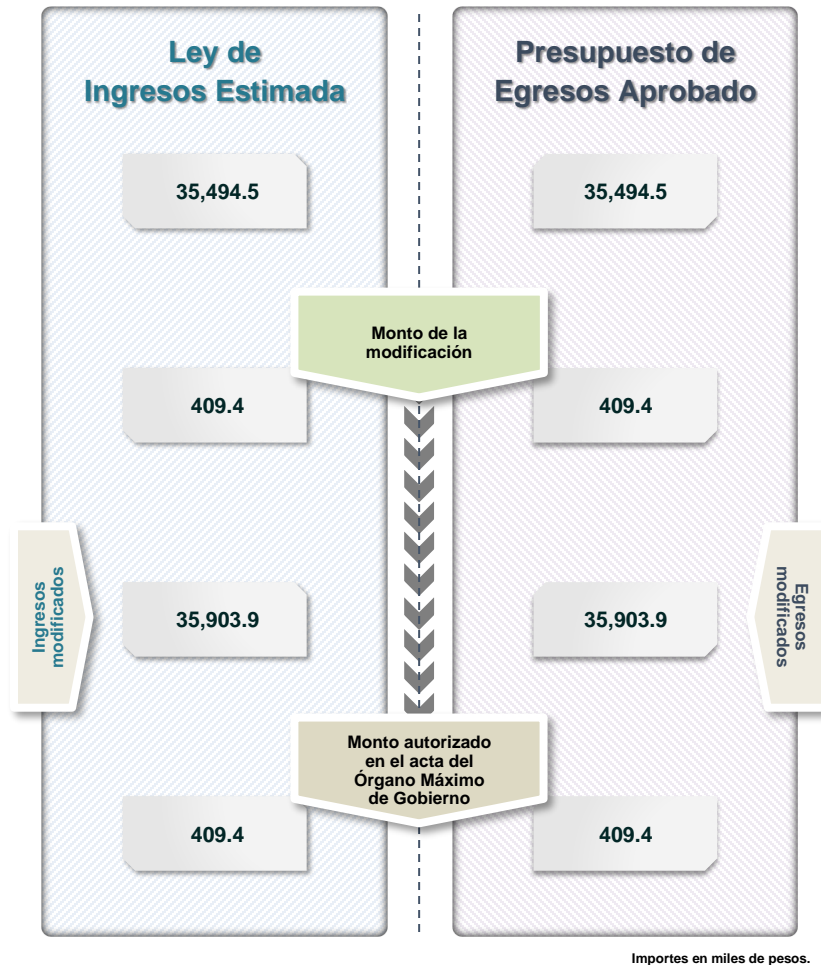 Ley de
Ingresos Estimada
Presupuesto de
Egresos Aprobado
35,494.5
35,494.5
Monto de la
modificación
409.4
409.4
Ingresos
modificados
35,903.9
35,903.9
Egresos
modificados
Monto autorizado
en el acta del
Órgano Máximo
de Gobierno
409.4
409.4
Importes en miles de pesos.